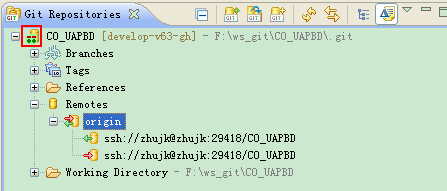 Git Repositories
CO_UAPBD [develop-v63-gh] - F:\ws_git\CO_UAPBD\.git
Branches
Tags
References
Remotes
origin
ssh://zhujk@zhujk:29418/CO_UAPBD
ssh://zhujk@zhujk:29418/CO_UAPBD
Working Directory - F:\ws_git\CO_UAPBD